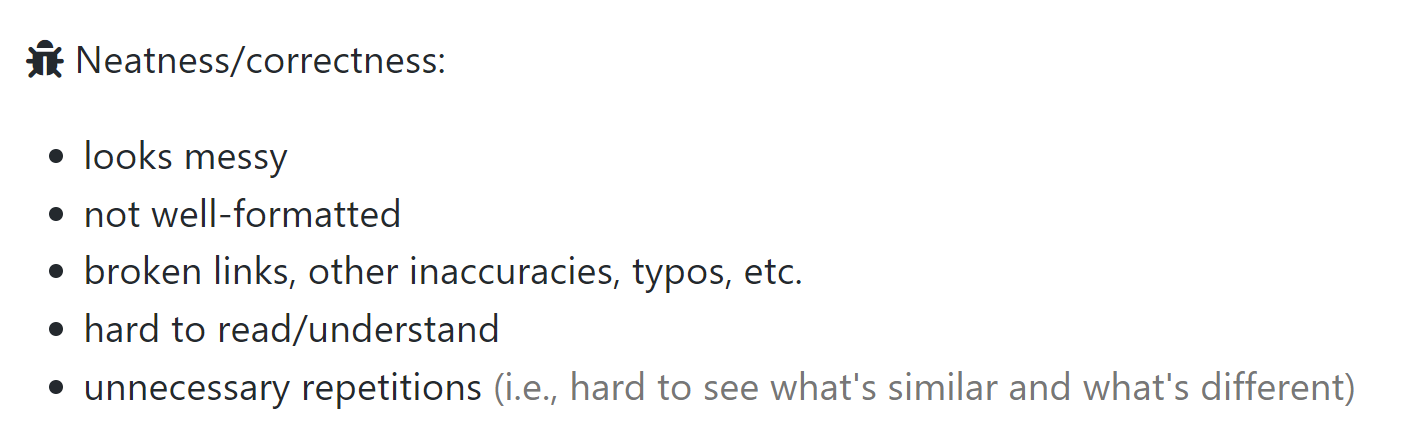 Neatness/correctness:
looks messy
not well-formatted
broken links, other inaccuracies, typos, etc.
hard to read/understand
unnecessary repetitions (i.e., hard to see what's similar and what's different)